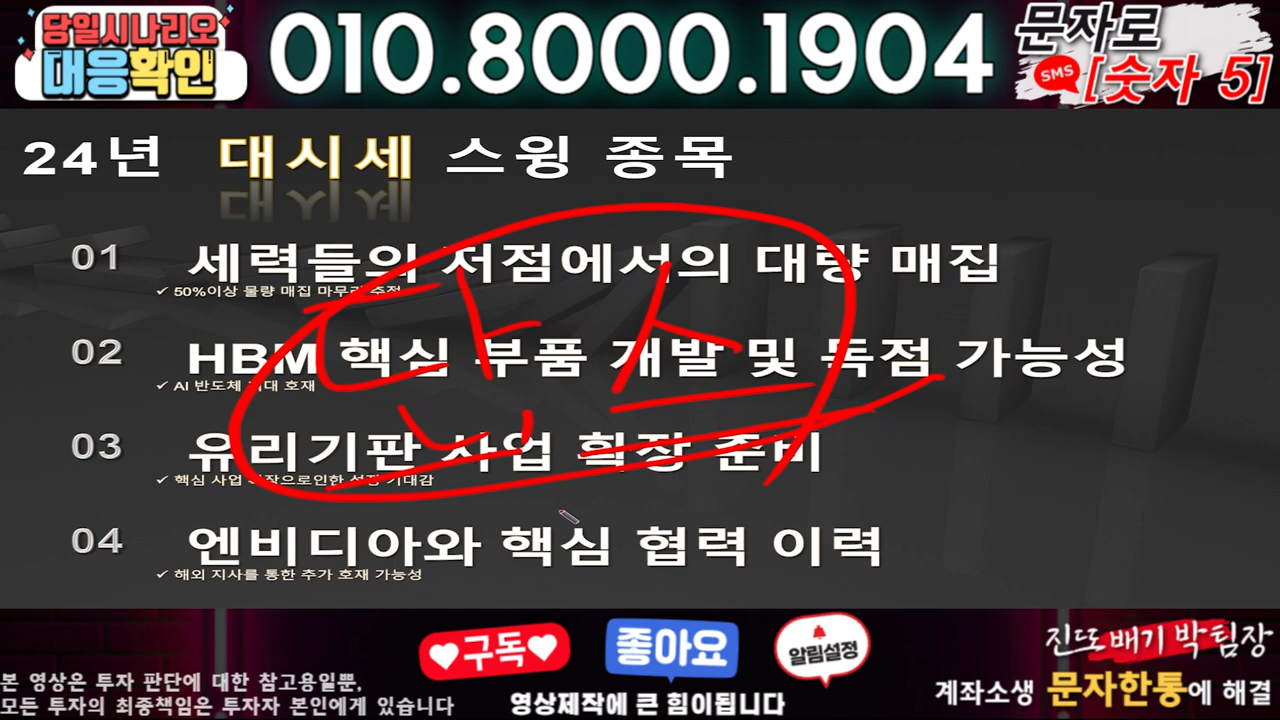 당일시나리오
대응확인
010.8000.1904
문자로
SMS
[숫자 5]
24년 대시세 스윙 종목
01 세력들의 저점에서의 대량 매집
✓ 50%이상 물량 매집 마무리 추정
02 HBM 핵심 부품 개발 및 독점 가능성
✓ AI 반도체 최대 호재
03 유리기판 사업 확장 준비
✓ 핵심 사업 확장으로인한 성장 기대감
04 엔비디아와 핵심 협력 이력
✓ 해외 지사를 통한 추가 호재 가능성
구독
좋아요
알림설정
영상제작에 큰 힘이됩니다
본 영상은 투자 판단에 대한 참고용일뿐,
모든 투자의 최종책임은 투자자 본인에게 있습니다
진또배기 박팀장
계좌소생 문자한통에 해결